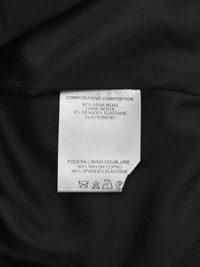 COMPOSIZIONE-COMPOSITION
97% LANA WOOL
LAINE WOLLE
3% SPANDEX ELASTANE
ELASTOMERO
FODERA-LINING-DOUBLURE
60% RAYON CUPRO
40% SPANDEX ELASTANE